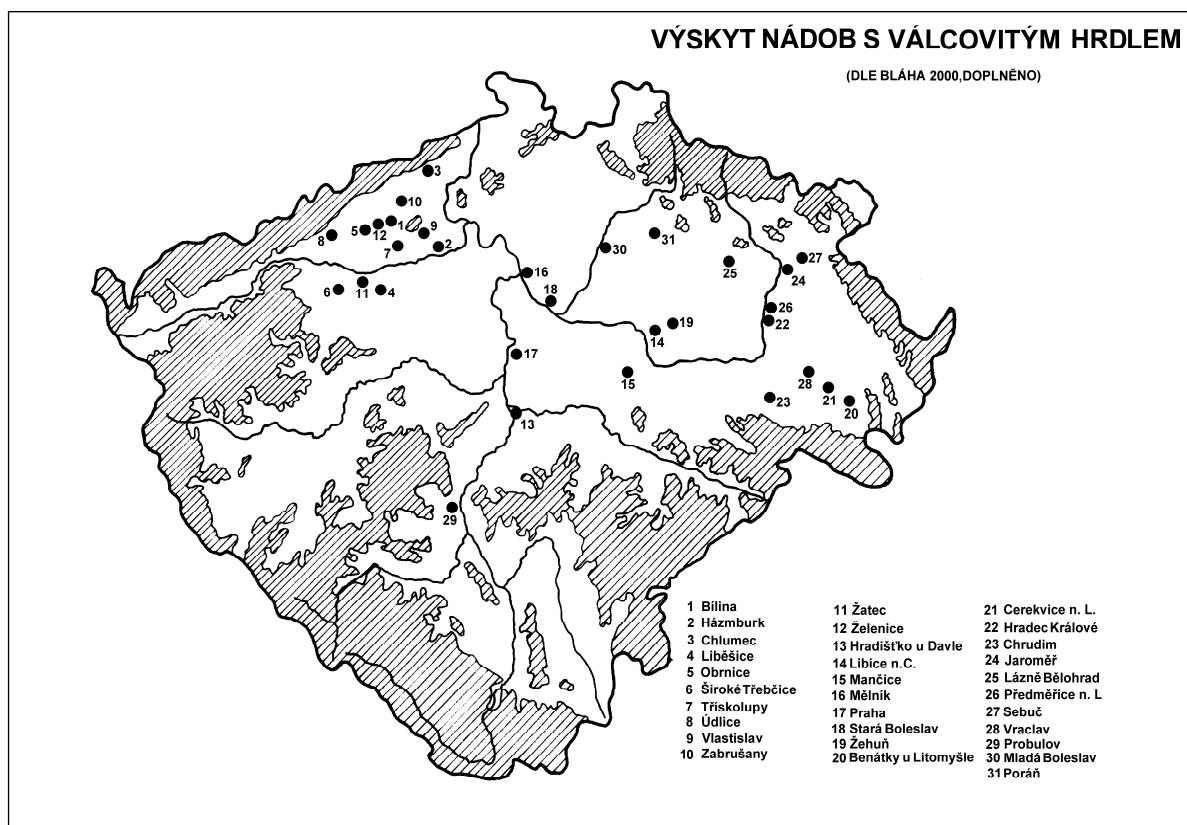 VÝSKYT NÁDOB S VÁLCOVITÝM HRDLEM
(DLE BLÁHA 2000,DOPLNĚNO)
3
10
1
5
12
9
8
7
2
6
11
4
16
18
30
31
25
27
24
26
22
19
14
17
15
28
21
20
23
13
29
1 Bílina
2 Házmburk
3 Chlumec
4 Liběšice
5 Obrnice
6 Široké Třebčice
7 Třískolupy
8 Údlice
9 Vlastislav
10 Zabrušany
11 Žatec
12 Želenice
13 Hradišťko u Davle
14 Libice n.C.
15 Mančice
16 Mělník
17 Praha
18 Stará Boleslav
19 Žehuň
20 Benátky u Litomyšle
21 Cerekvice n. L.
22 Hradec Králové
23 Chrudim
24 Jaroměř
25 Lázně Bělohrad
26 Předměřice n. L
27 Sebuč
28 Vraclav
29 Probulov
30 Mladá Boleslav
31 Poráň